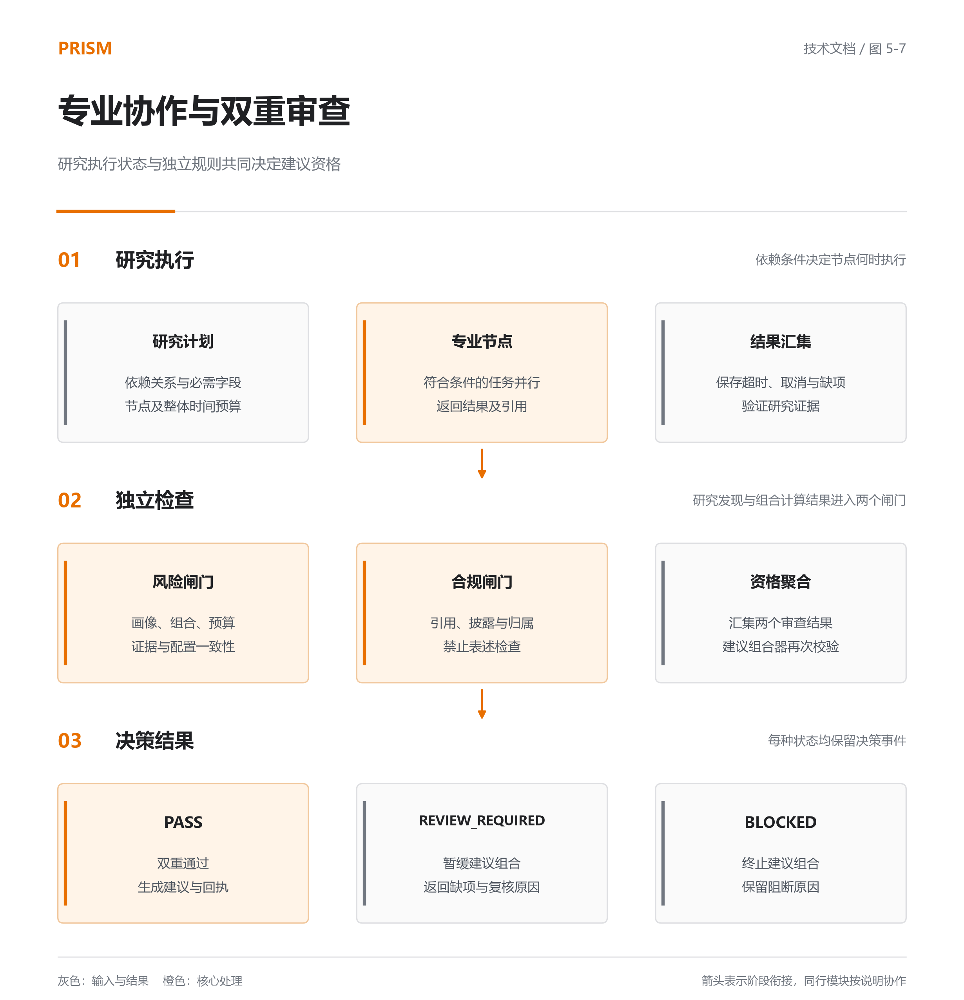 PRISM
技术文档 / 图 5-7
专业协作与双重审查
研究执行状态与独立规则共同决定建议资格
01 研究执行
依赖条件决定节点何时执行
研究计划
依赖关系与必需字段
节点及整体时间预算
专业节点
符合条件的任务并行
返回结果及引用
结果汇集
保存超时、取消与缺项
验证研究证据
02 独立检查
研究发现与组合计算结果进入两个闸门
风险闸门
画像、组合、预算
证据与配置一致性
合规闸门
引用、披露与归属
禁止表述检查
资格聚合
汇集两个审查结果
建议组合器再次校验
03 决策结果
每种状态均保留决策事件
PASS
双重通过
生成建议与回执
REVIEW_REQUIRED
暂缓建议组合
返回缺项与复核原因
BLOCKED
终止建议组合
保留阻断原因
灰色：输入与结果 橙色：核心处理
箭头表示阶段衔接，同行模块按说明协作